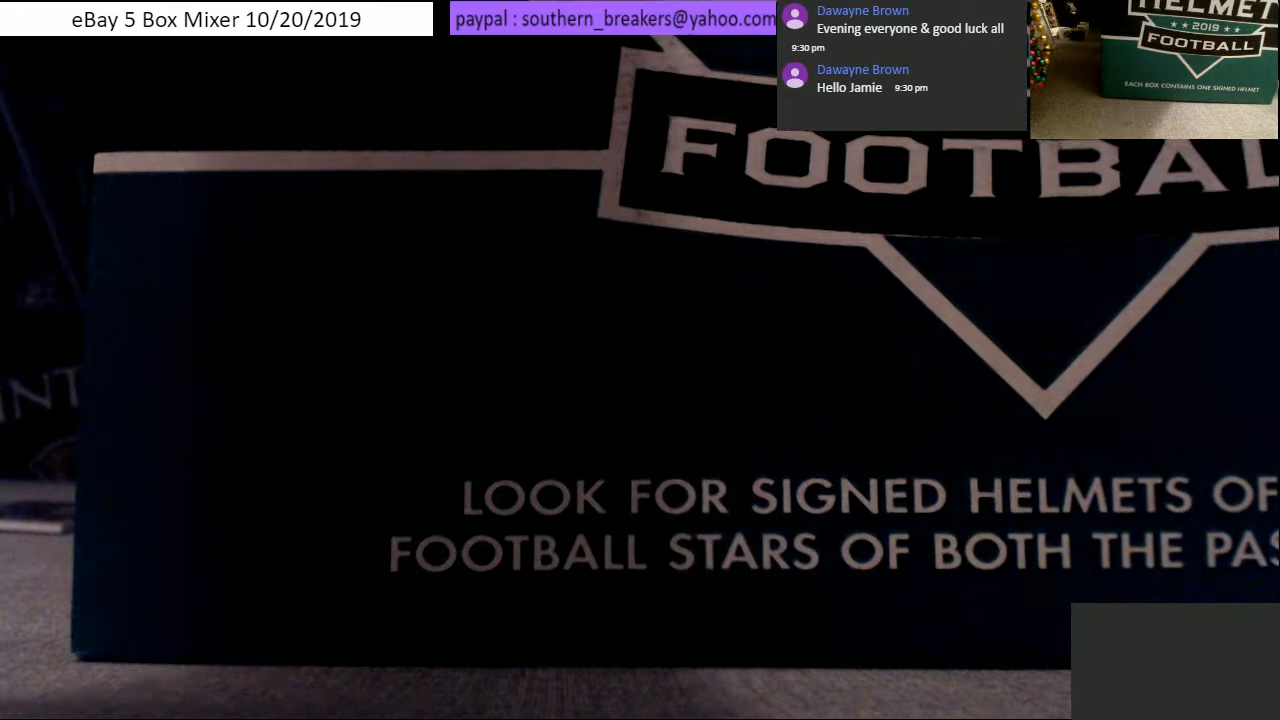 eBay 5 Box Mixer 10/20/2019
paypal : southern_breakers@yahoo.com
Dawayne Brown
Evening everyone & good luck all
9:30 pm
Dawayne Brown
Hello Jamie 9:30 pm
HELMET
2019
FOOTBALL
EACH BOX CONTAINS ONE SIGNED HELMET
FOOTBAL
LOOK FOR SIGNED HELMETS OF
FOOTBALL STARS OF BOTH THE PAS